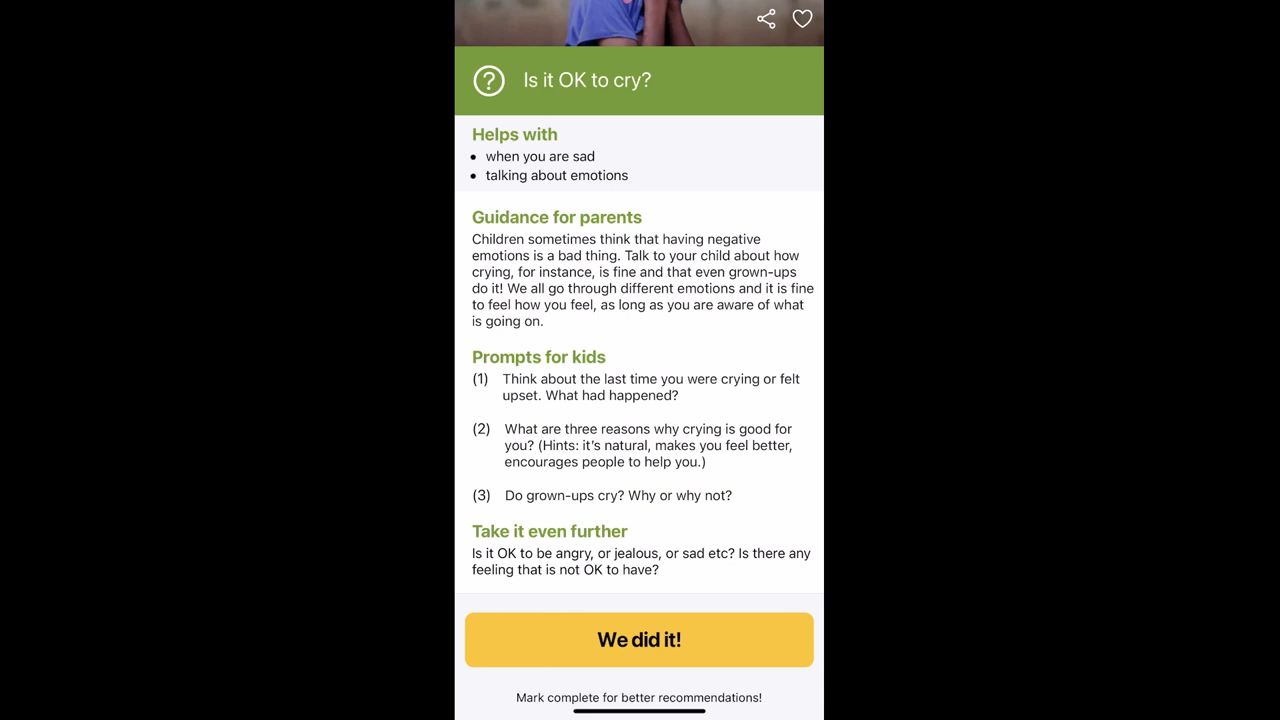 Is it OK to cry?
Helps with
• when you are sad
• talking about emotions
Guidance for parents
Children sometimes think that having negative
emotions is a bad thing. Talk to your child about how
crying, for instance, is fine and that even grown-ups
do it! We all go through different emotions and it is fine
to feel how you feel, as long as you are aware of what
is going on.
Prompts for kids
(1) Think about the last time you were crying or felt
upset. What had happened?
(2) What are three reasons why crying is good for
you? (Hints: it’s natural, makes you feel better,
encourages people to help you.)
(3) Do grown-ups cry? Why or why not?
Take it even further
Is it OK to be angry, or jealous, or sad etc? Is there any
feeling that is not OK to have?
We did it!
Mark complete for better recommendations!